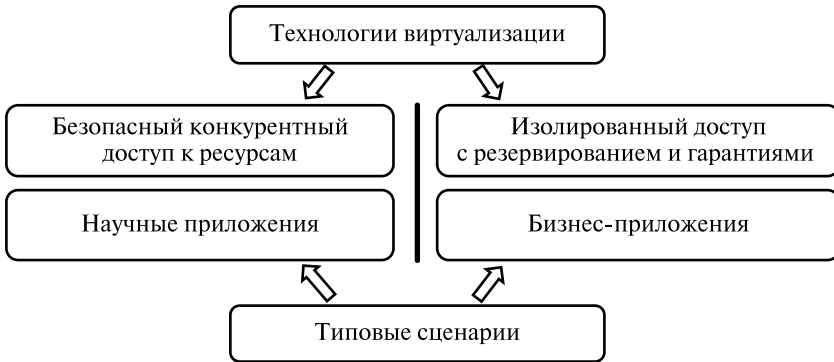 Технологии виртуализации
Безопасный конкурентный
доступ к ресурсам
Изолированный доступ
с резервированием и гарантиями
Научные приложения
Бизнес-приложения
Типовые сценарии